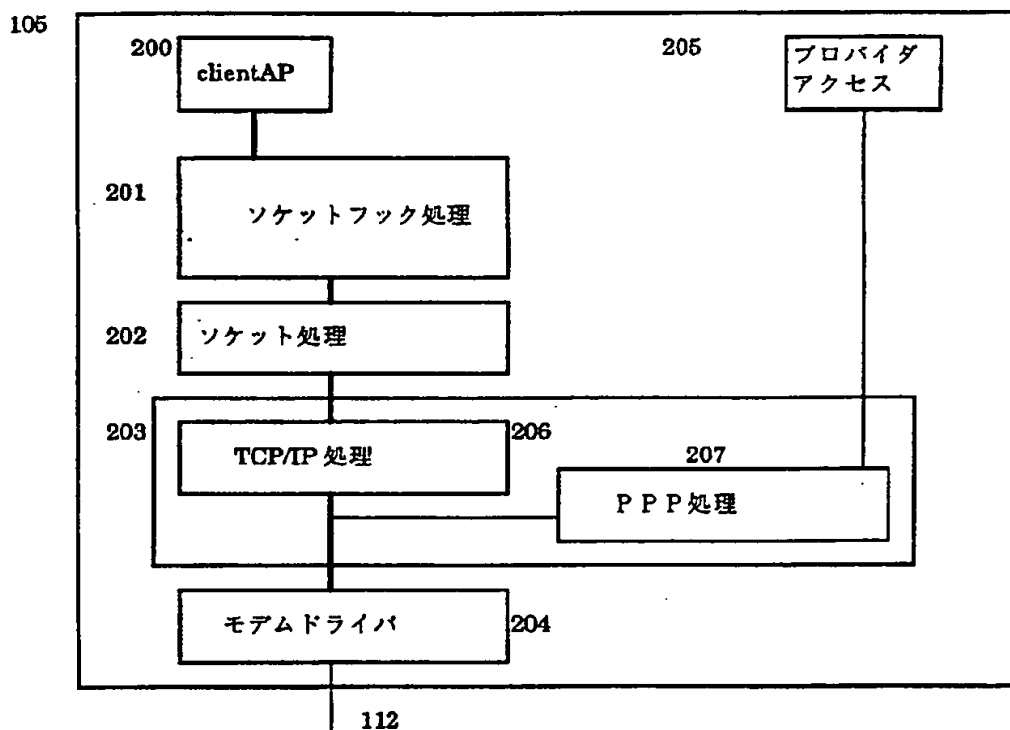 105
200
clientAP
205
プロバイダ
アクセス
201
ソケットフック処理
202
ソケット処理
203
TCP/IP 処理
206
207
ＰＰＰ処理
モデムドライバ
204
112